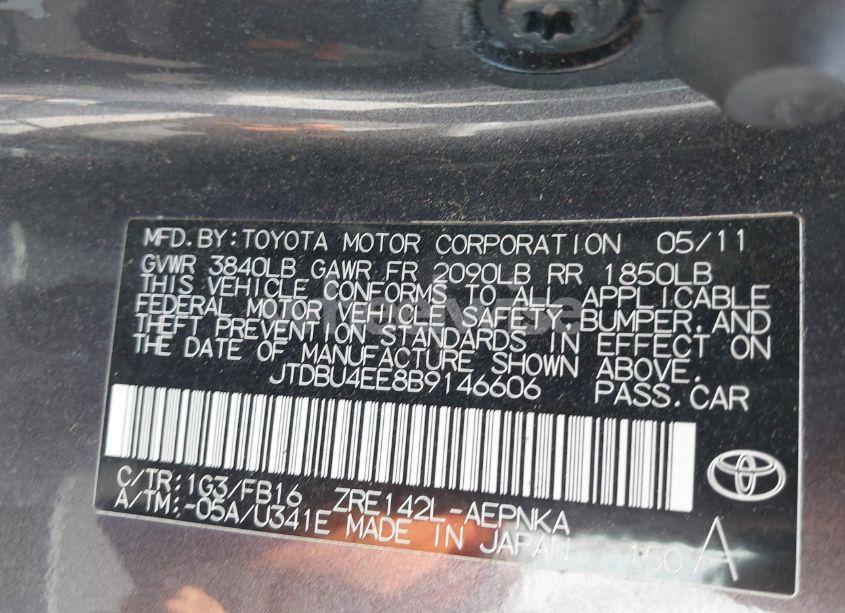 MFD.BY:TOYOTA MOTOR CORPORATION 05/11
GVWR 3840LB GAWR FR 2090LB RR 1850LB
THIS VEHICLE CONFORMS TO ALL APPLICABLE
FEDERAL MOTOR VEHICLE SAFETY,BUMPER,AND
THEFT PREVENTION STANDARDS IN EFFECT ON
THE DATE OF MANUFACTURE SHOWN ABOVE.
JTDBU4EE8B9146606 PASS.CAR
C/TR:1G3/FB16 ZRE142L-AEPNKA
A/TM:-05A/U341E MADE IN JAPAN 150 A